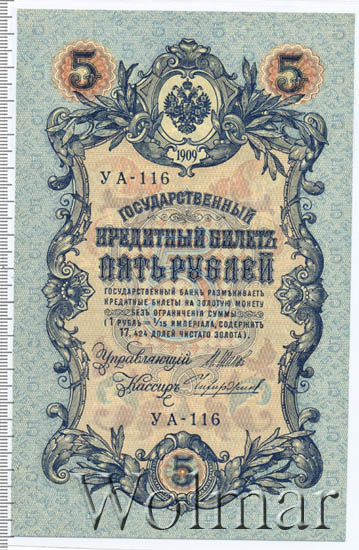 5 5
1909
УА-116
ГОСУДАРСТВЕННЫЙ
КРЕДИТНЫЙ БИЛЕТЪ
ПЯТЬ РУБЛЕЙ
ГОСУДАРСТВЕННЫЙ БАНКЪ РАЗМѢНИВАЕТЪ
КРЕДИТНЫЕ БИЛЕТЫ НА ЗОЛОТУЮ МОНЕТУ
БЕЗЪ ОГРАНИЧЕНІЯ СУММЫ
(1 РУБЛЬ = 1/15 ИМПЕРІАЛА, СОДЕРЖИТЪ
17,424 ДОЛЕЙ ЧИСТАГО ЗОЛОТА).
Управляющій
Кассиръ
УА-116
5
Wolmar